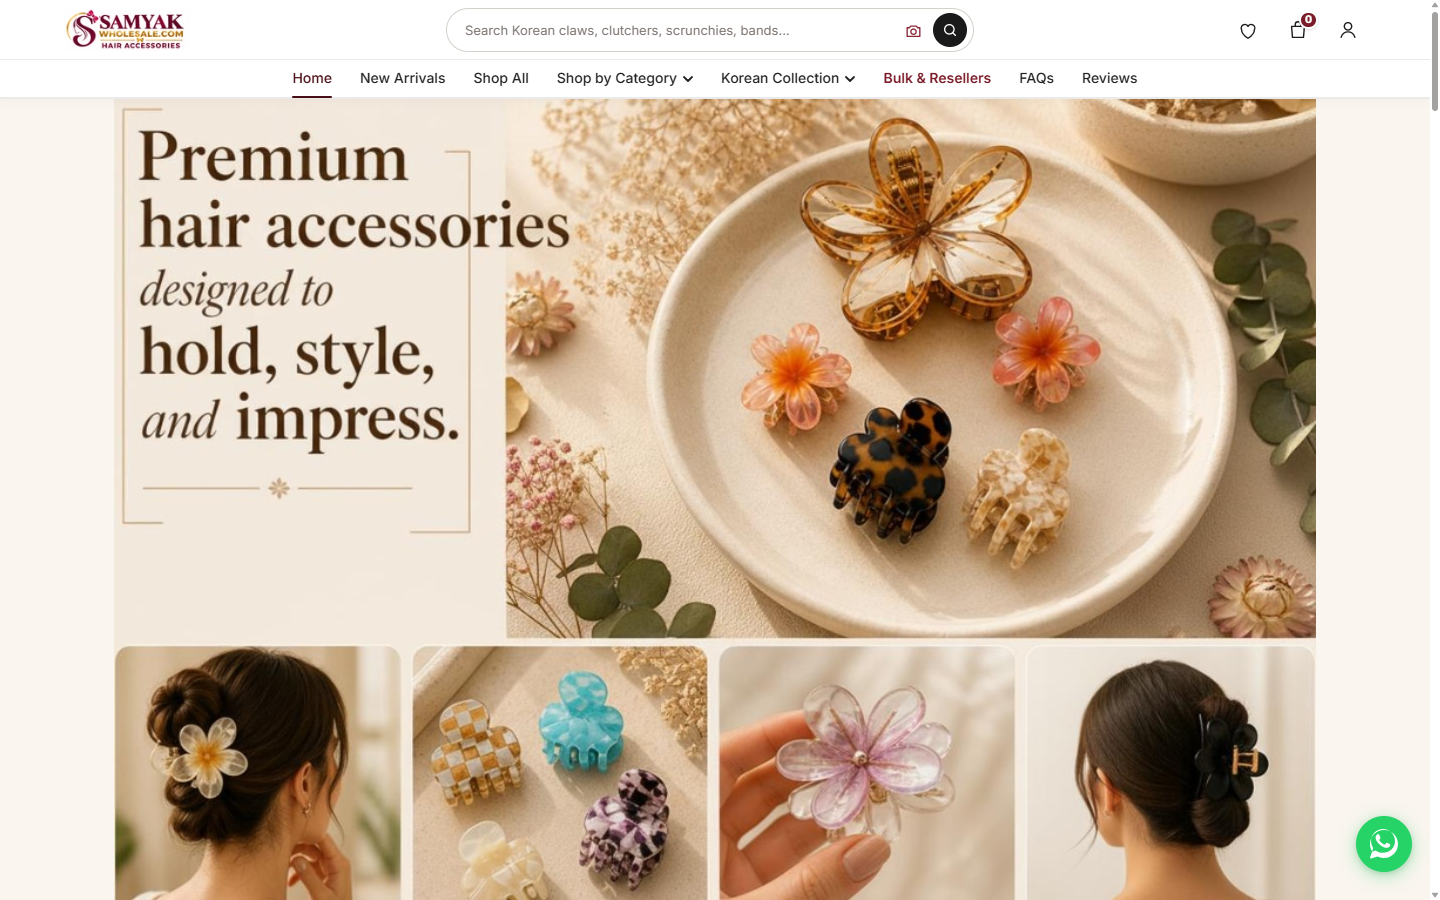 SAMYAK
WHOLESALE.COM
HAIR ACCESSORIES
Search Korean claws, clutchers, scrunchies, bands...
0
Home
New Arrivals
Shop All
Shop by Category
Korean Collection
Bulk & Resellers
FAQs
Reviews
Premium
hair accessories
designed to
hold, style,
and impress.